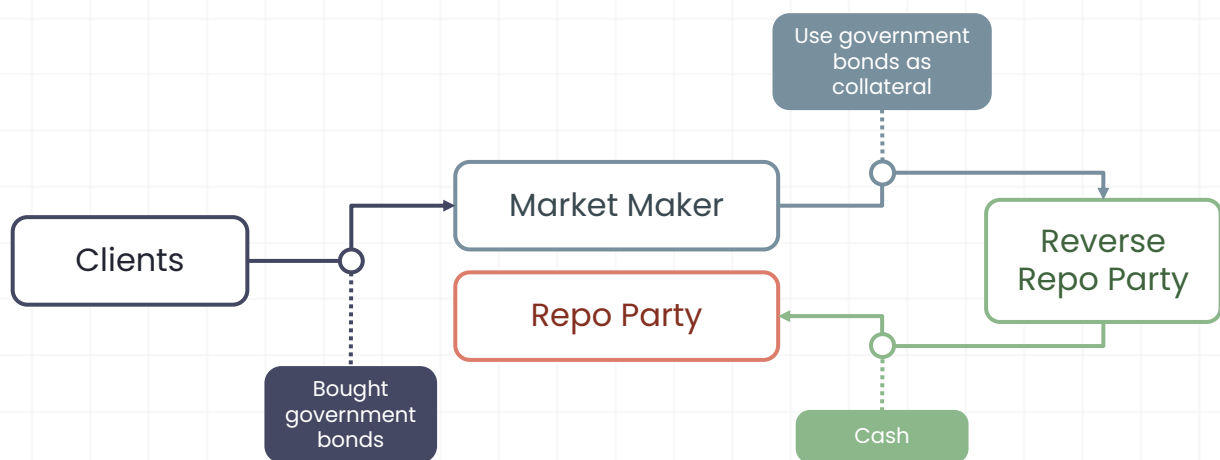 Use government
bonds as
collateral
Market Maker
Clients
Reverse
Repo Party
Repo Party
Bought
government
bonds
Cash